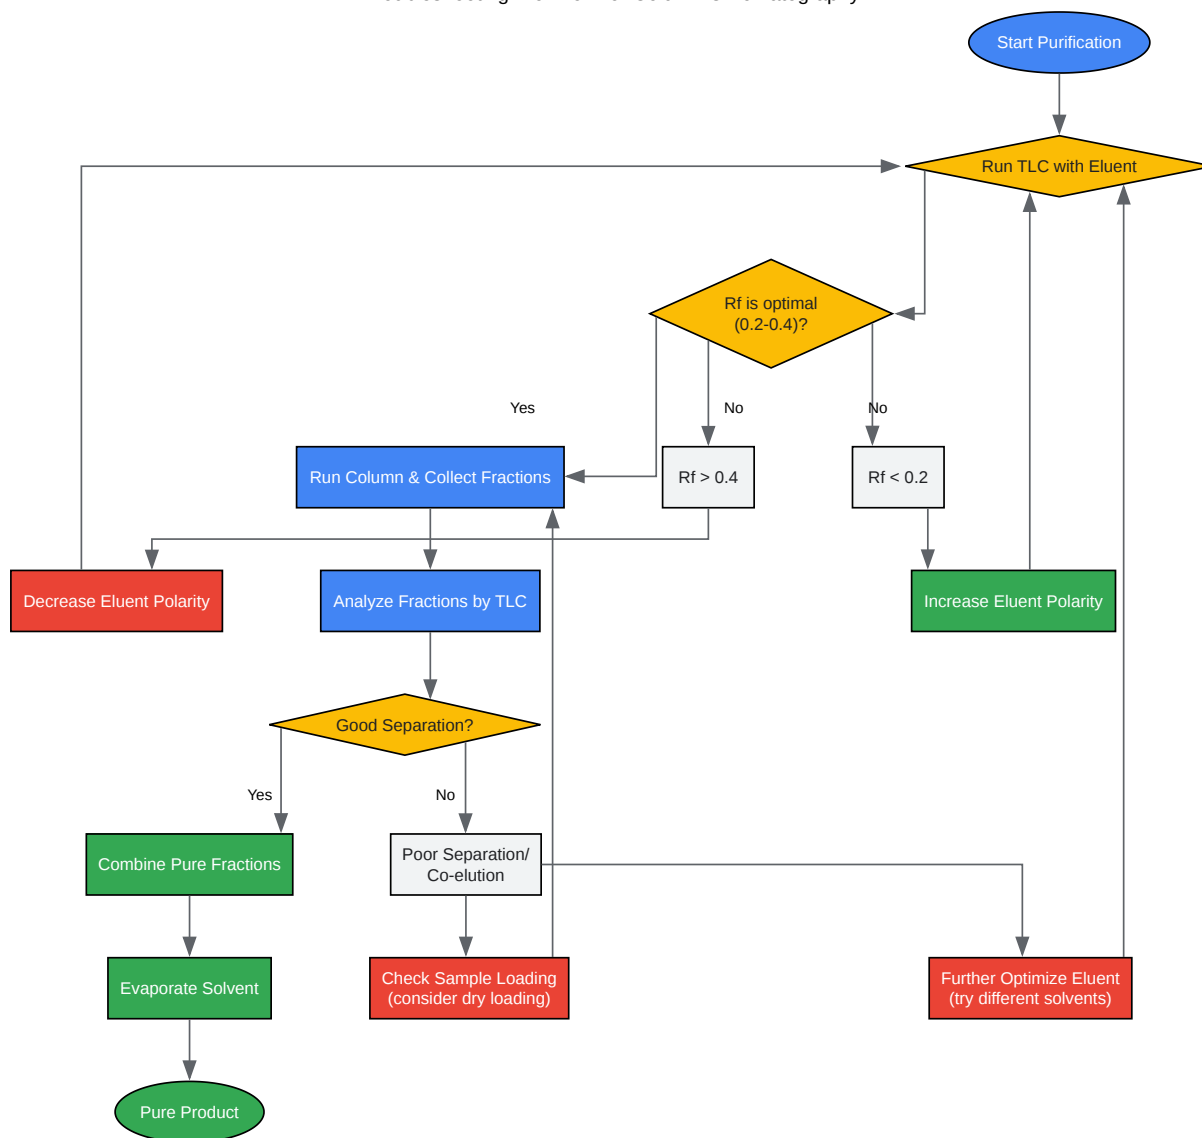 Start Purification
Run TLC with Eluent
Rf is optimal
(0.2-0.4)?
Yes
No
No
Run Column & Collect Fractions
Rf > 0.4
Rf < 0.2
Decrease Eluent Polarity
Analyze Fractions by TLC
Increase Eluent Polarity
Good Separation?
Yes
No
Combine Pure Fractions
Poor Separation/
Co-elution
Evaporate Solvent
Check Sample Loading
(consider dry loading)
Further Optimize Eluent
(try different solvents)
Pure Product